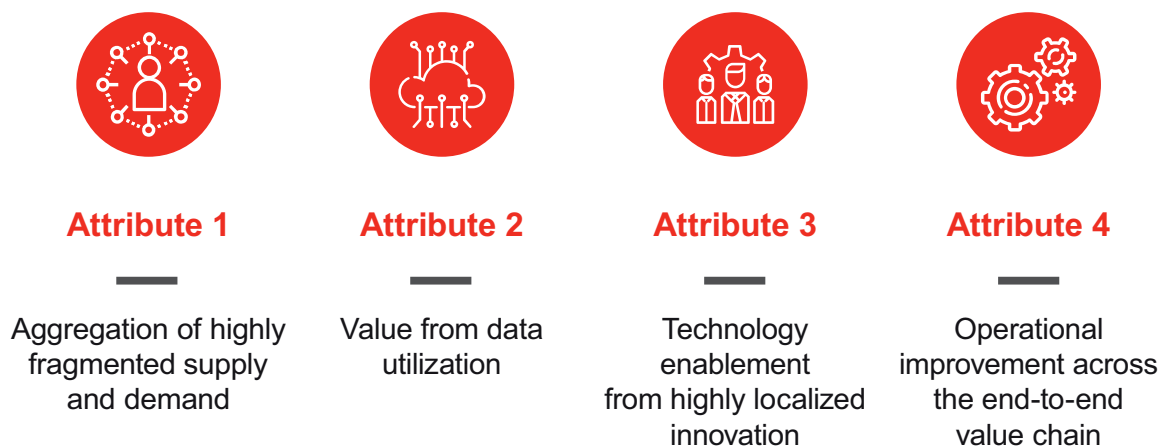 Attribute 1
Aggregation of highly
fragmented supply
and demand
Attribute 2
Value from data
utilization
Attribute 3
Technology
enablement
from highly localized
innovation
Attribute 4
Operational
improvement across
the end-to-end
value chain